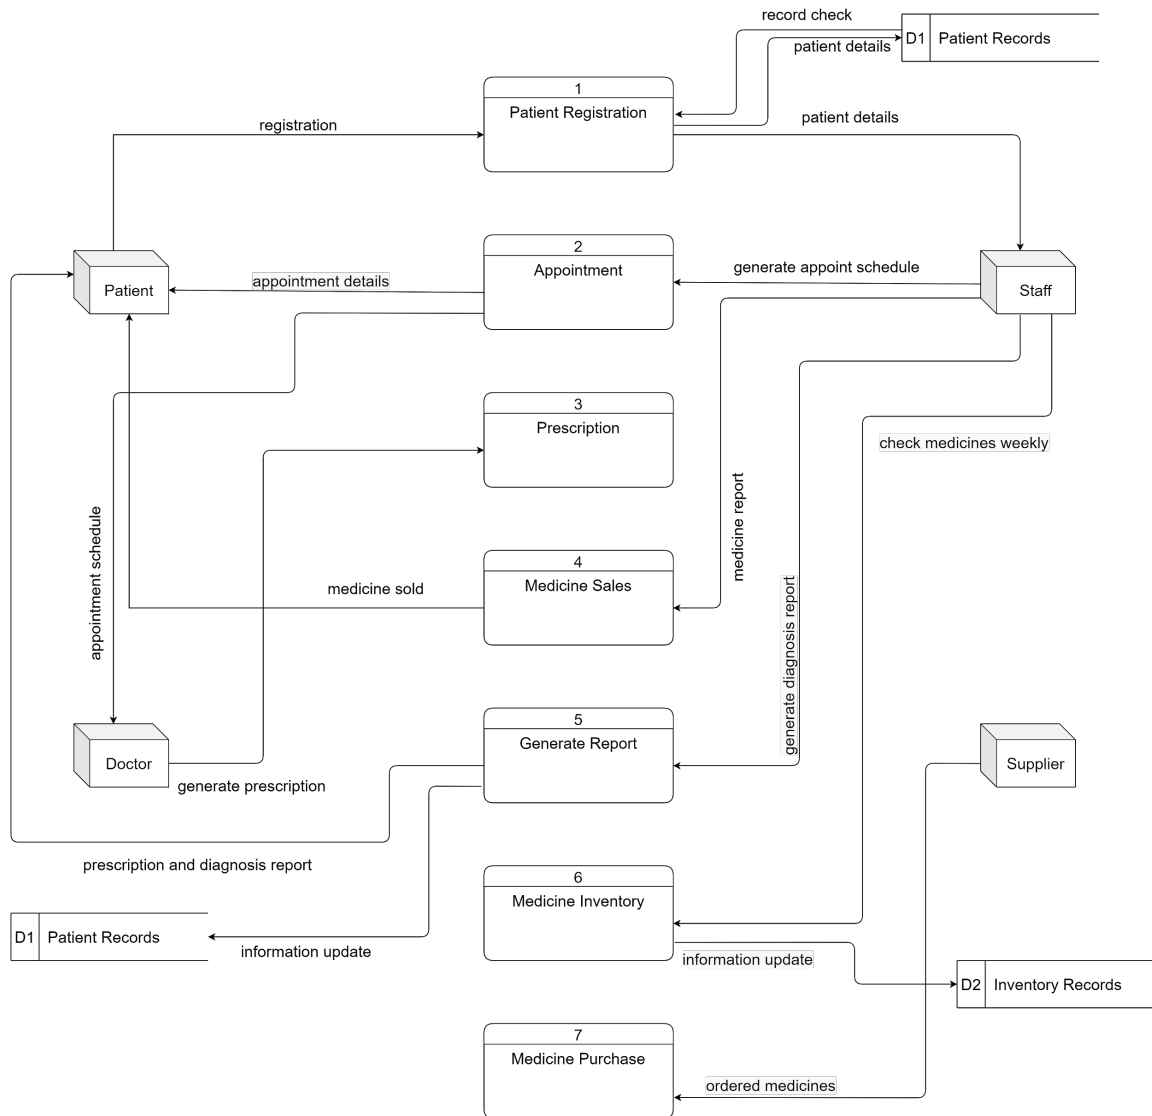 record check
D1 Patient Records
patient details
1
Patient Registration
patient details
registration
2
Appointment
generate appoint schedule
appointment details
Patient
Staff
3
Prescription
check medicines weekly
medicine report
appointment schedule
4
Medicine Sales
medicine sold
generate diagnosis report
5
Generate Report
Doctor
Supplier
generate prescription
prescription and diagnosis report
6
Medicine Inventory
D1 Patient Records
information update
information update
D2 Inventory Records
7
Medicine Purchase
ordered medicines